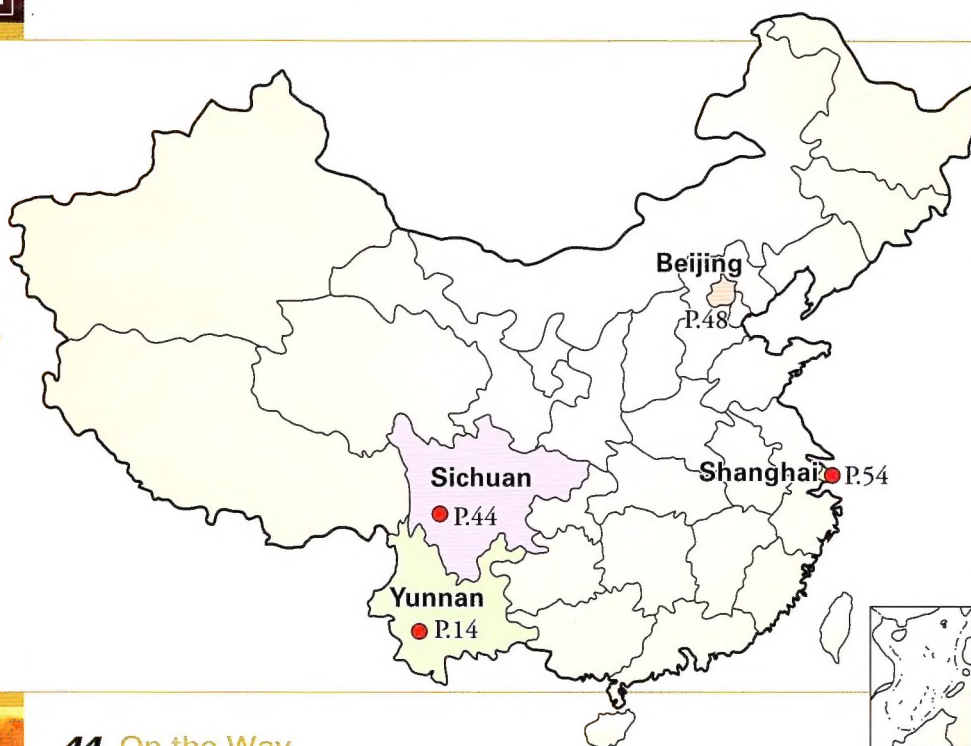 Beijing
P.48
Shanghai P.54
Sichuan
P.44
Yunnan
P.14
44 On the Way